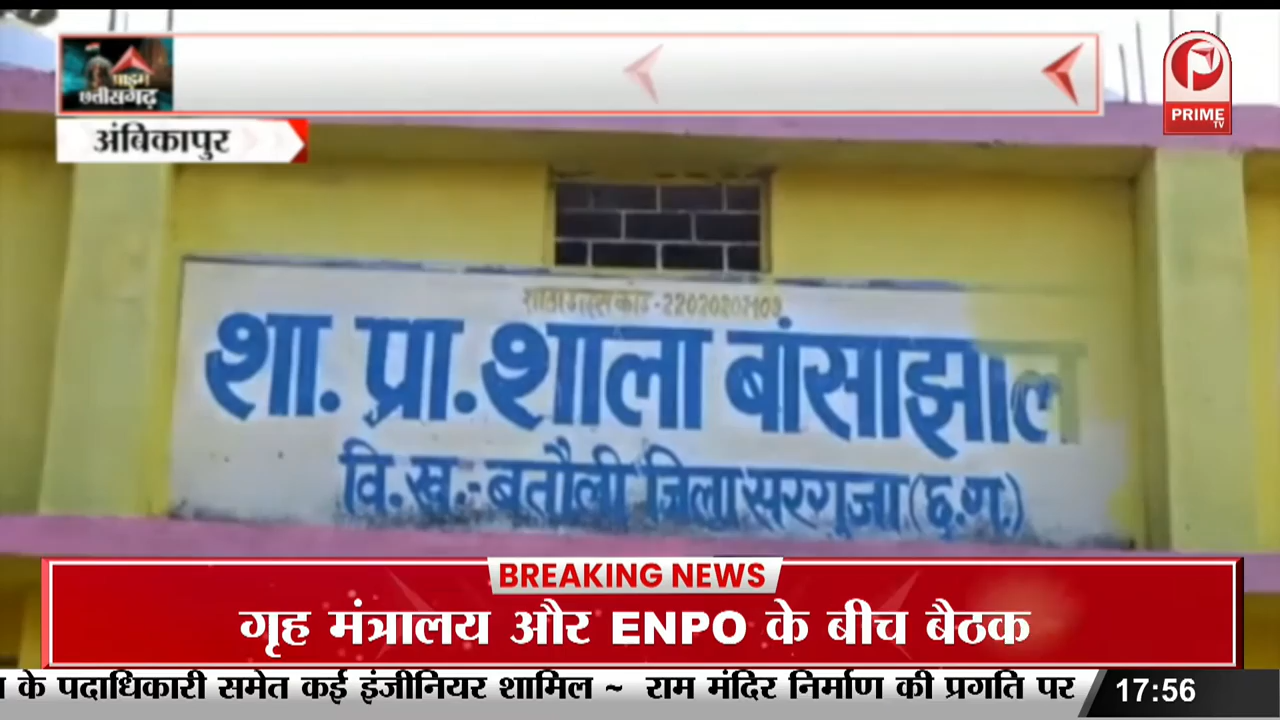 प्राइम
छत्तीसगढ़
PRIME
TV
अंबिकापुर
शा. प्रा. शाला बांसाझाल
वि.ख.- बतौली जिला सरगुजा (छ.ग.)
BREAKING NEWS
गृह मंत्रालय और ENPO के बीच बैठक
के पदाधिकारी समेत कई इंजीनियर शामिल ~ राम मंदिर निर्माण की प्रगति पर
17:56